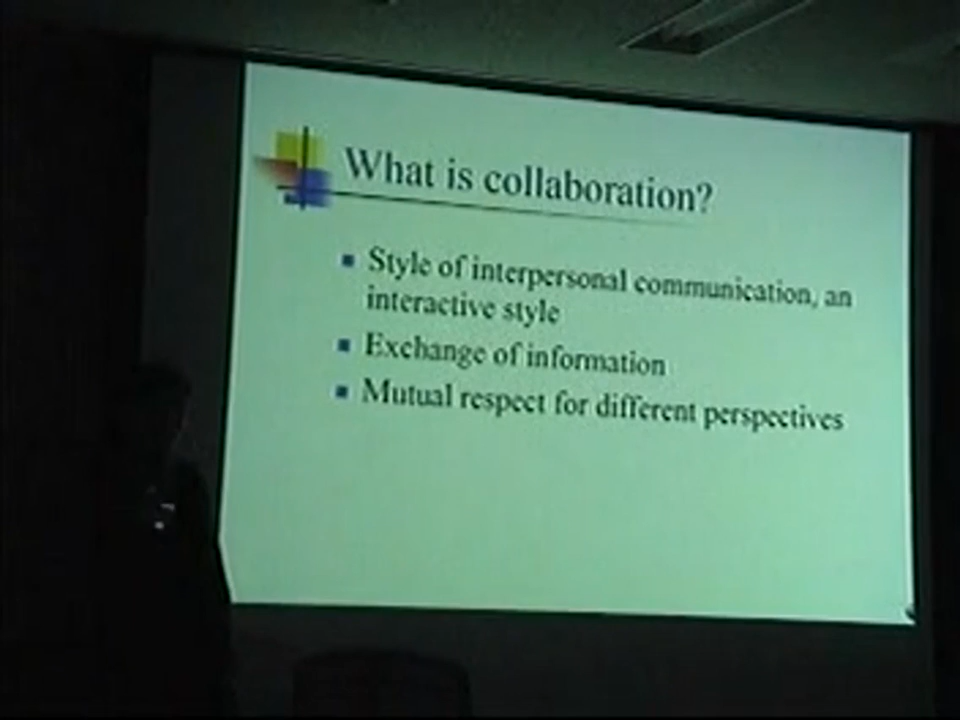 What is collaboration?
Style of interpersonal communication, an
interactive style
Exchange of information
Mutual respect for different perspectives